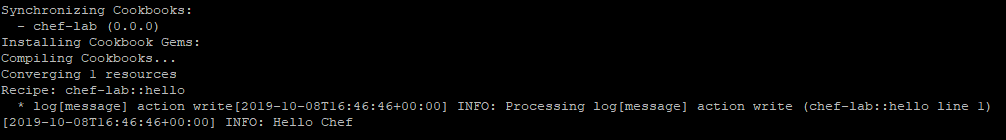 Synchronizing Cookbooks:
  - chef-lab (0.0.0)
Installing Cookbook Gems:
Compiling Cookbooks...
Converging 1 resources
Recipe: chef-lab::hello
  * log[message] action write[2019-10-08T16:46:46+00:00] INFO: Processing log[message] action write (chef-lab::hello line 1)
[2019-10-08T16:46:46+00:00] INFO: Hello Chef